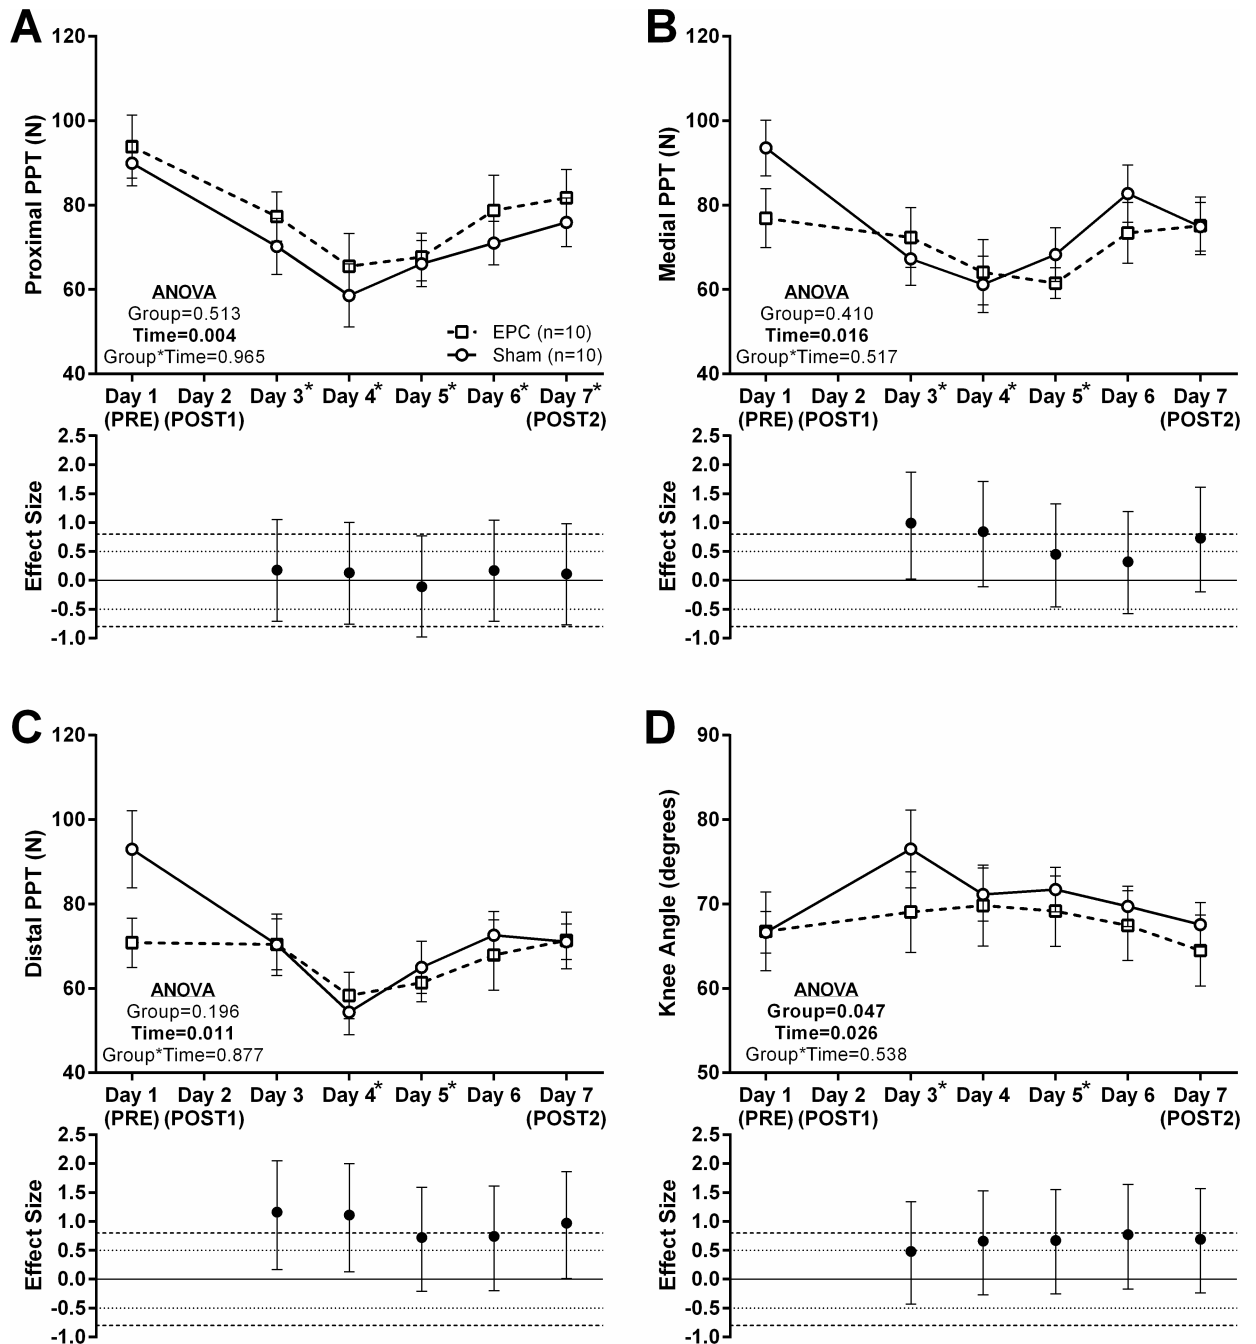 A
120
100
80
60
40
Proximal PPT (N)
ANOVA
Group=0.513
Time=0.004
Group*Time=0.965
EPC (n=10)
Sham (n=10)
Day 1 Day 2 Day 3* Day 4* Day 5* Day 6* Day 7*
(PRE) (POST1) (POST2)
2.5
2.0
1.5
1.0
0.5
0.0
-0.5
-1.0
Effect Size
B
120
100
80
60
40
Medial PPT (N)
ANOVA
Group=0.410
Time=0.016
Group*Time=0.517
Day 1 Day 2 Day 3* Day 4* Day 5* Day 6 Day 7
(PRE) (POST1) (POST2)
2.5
2.0
1.5
1.0
0.5
0.0
-0.5
-1.0
Effect Size
C
120
100
80
60
40
Distal PPT (N)
ANOVA
Group=0.196
Time=0.011
Group*Time=0.877
Day 1 Day 2 Day 3 Day 4* Day 5* Day 6 Day 7
(PRE) (POST1) (POST2)
2.5
2.0
1.5
1.0
0.5
0.0
-0.5
-1.0
Effect Size
D
90
80
70
60
50
Knee Angle (degrees)
ANOVA
Group=0.047
Time=0.026
Group*Time=0.538
Day 1 Day 2 Day 3* Day 4 Day 5* Day 6 Day 7
(PRE) (POST1) (POST2)
2.5
2.0
1.5
1.0
0.5
0.0
-0.5
-1.0
Effect Size